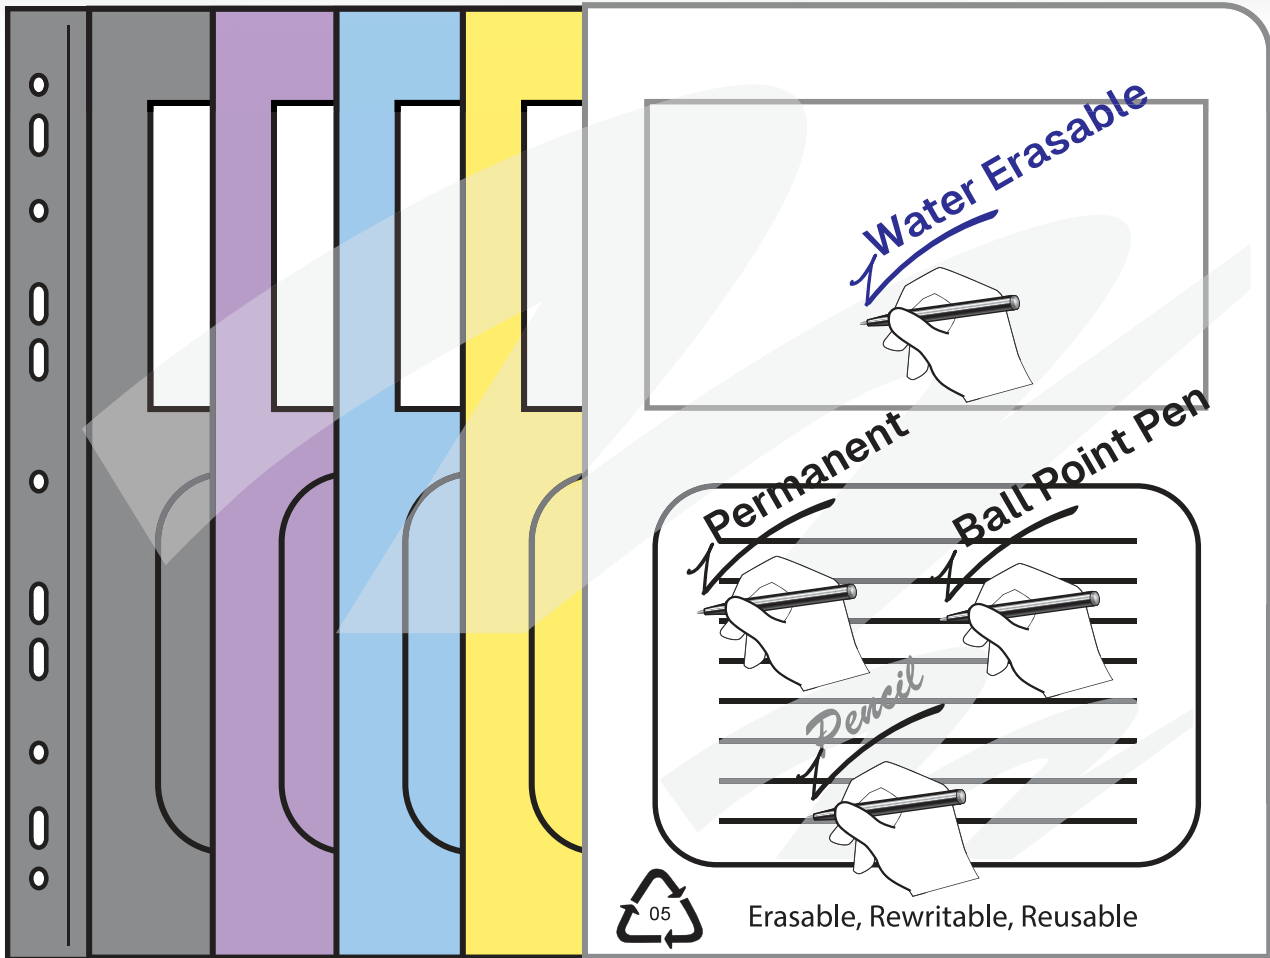 Water Erasable
Permanent
Ball Point Pen
Pencil
05
Erasable, Rewritable, Reusable